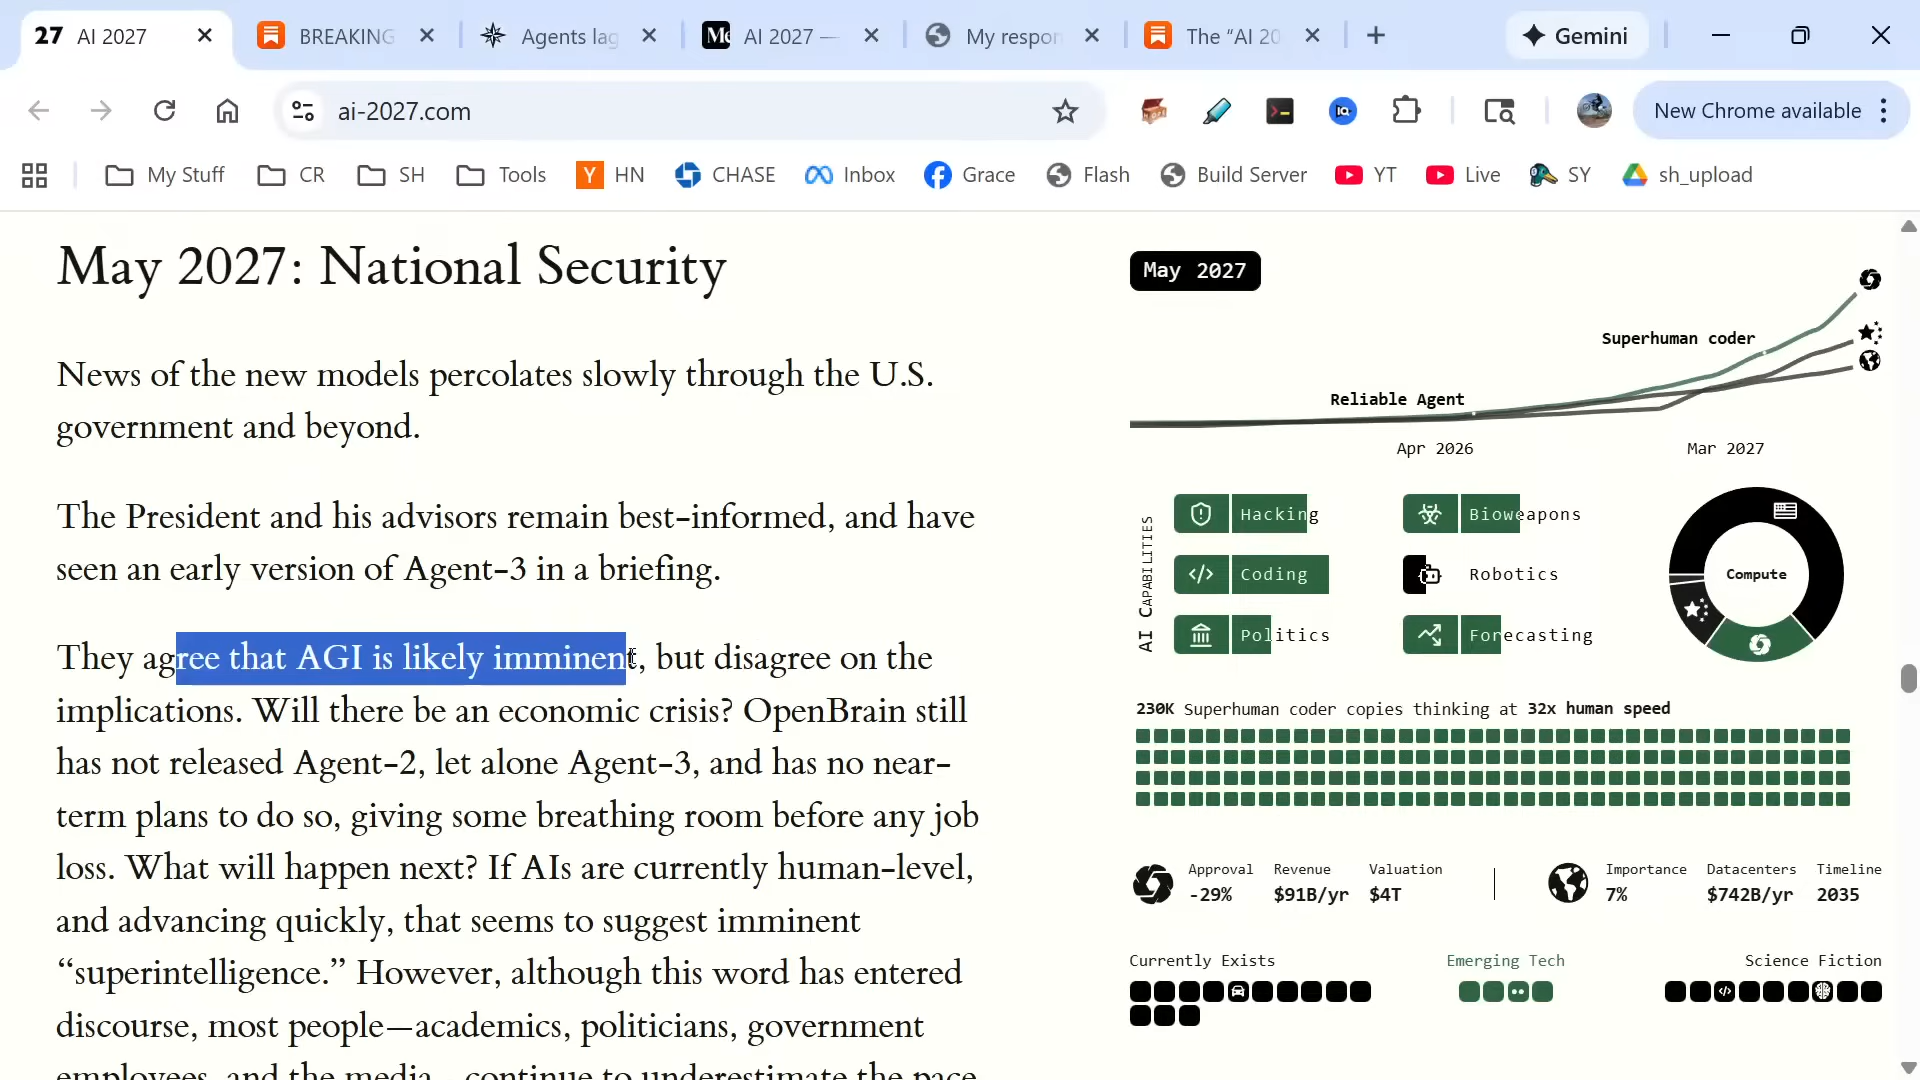 27 AI 2027
BREAKING
Agents lag
Me AI 2027 —
My respon
The “AI 20
Gemini
ai-2027.com
New Chrome available
My Stuff
CR
SH
Tools
Y HN
CHASE
Inbox
Grace
Flash
Build Server
YT
Live
SY
sh_upload
May 2027: National Security
News of the new models percolates slowly through the U.S.
government and beyond.
The President and his advisors remain best-informed, and have
seen an early version of Agent-3 in a briefing.
They agree that AGI is likely imminent, but disagree on the
implications. Will there be an economic crisis? OpenBrain still
has not released Agent-2, let alone Agent-3, and has no near-
term plans to do so, giving some breathing room before any job
loss. What will happen next? If AIs are currently human-level,
and advancing quickly, that seems to suggest imminent
“superintelligence.” However, although this word has entered
discourse, most people—academics, politicians, government
employees, and the media—continue to underestimate the pace
May 2027
Superhuman coder
Reliable Agent
Apr 2026
Mar 2027
AI CAPABILITIES
Hacking
Bioweapons
Coding
Robotics
Politics
Forecasting
Compute
230K Superhuman coder copies thinking at 32x human speed
Approval Revenue Valuation
-29% $91B/yr $4T
Importance Datacenters Timeline
7% $742B/yr 2035
Currently Exists
Emerging Tech
Science Fiction